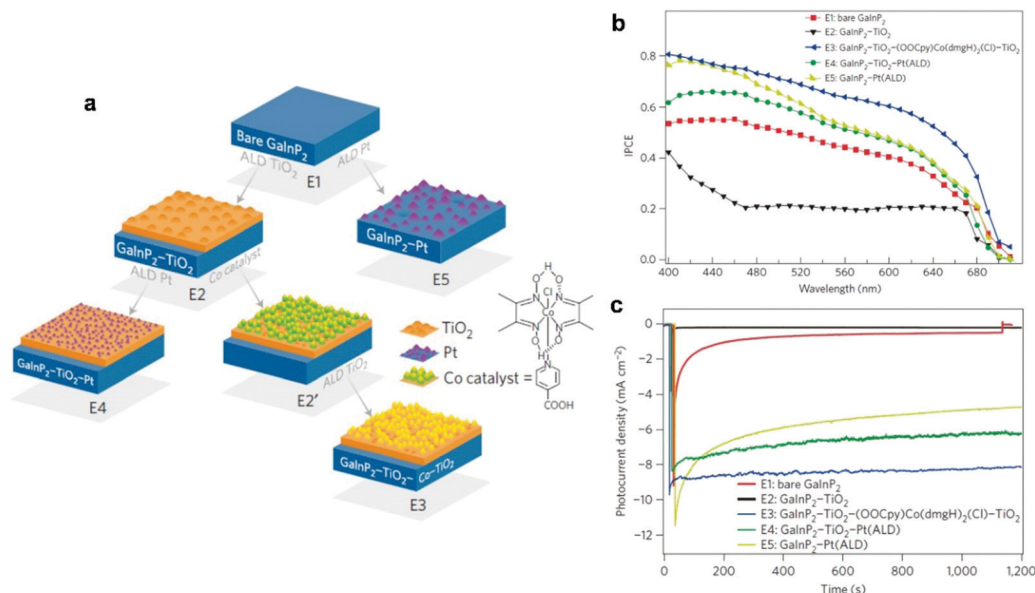 a
Bare GaInP₂
ALD TiO₂
ALD Pt
E1
GaInP₂–TiO₂
ALD Pt
Co catalyst
E2
GaInP₂–Pt
E5
GaInP₂–TiO₂–Pt
E4
E2′
ALD TiO₂
GaInP₂–TiO₂–Co–TiO₂
E3
TiO₂
Pt
Co catalyst =
O
H
O
Cl
N
N
Co
N
N
O
H
O
N
COOH
b
E1: bare GaInP₂
E2: GaInP₂–TiO₂
E3: GaInP₂–TiO₂–(OOCpy)Co(dmgH)₂(Cl)–TiO₂
E4: GaInP₂–TiO₂–Pt(ALD)
E5: GaInP₂–Pt(ALD)
IPCE
0.8
0.6
0.4
0.2
0.0
400 440 480 520 560 600 640 680
Wavelength (nm)
c
Photocurrent density (mA cm⁻²)
0
−2
−4
−6
−8
−10
−12
E1: bare GaInP₂
E2: GaInP₂–TiO₂
E3: GaInP₂–TiO₂–(OOCpy)Co(dmgH)₂(Cl)–TiO₂
E4: GaInP₂–TiO₂–Pt(ALD)
E5: GaInP₂–Pt(ALD)
0 200 400 600 800 1,000 1,200
Time (s)